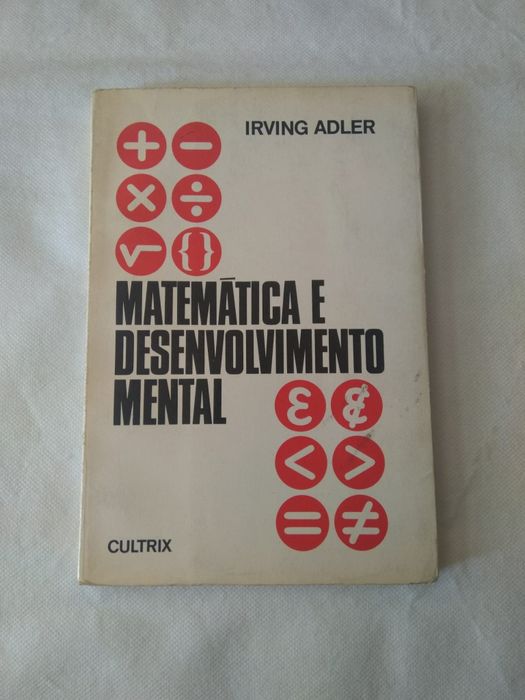 IRVING ADLER
+ −
× ÷
√ {}
MATEMÁTICA E
DESENVOLVIMENTO
MENTAL
< >
= ≠
CULTRIX